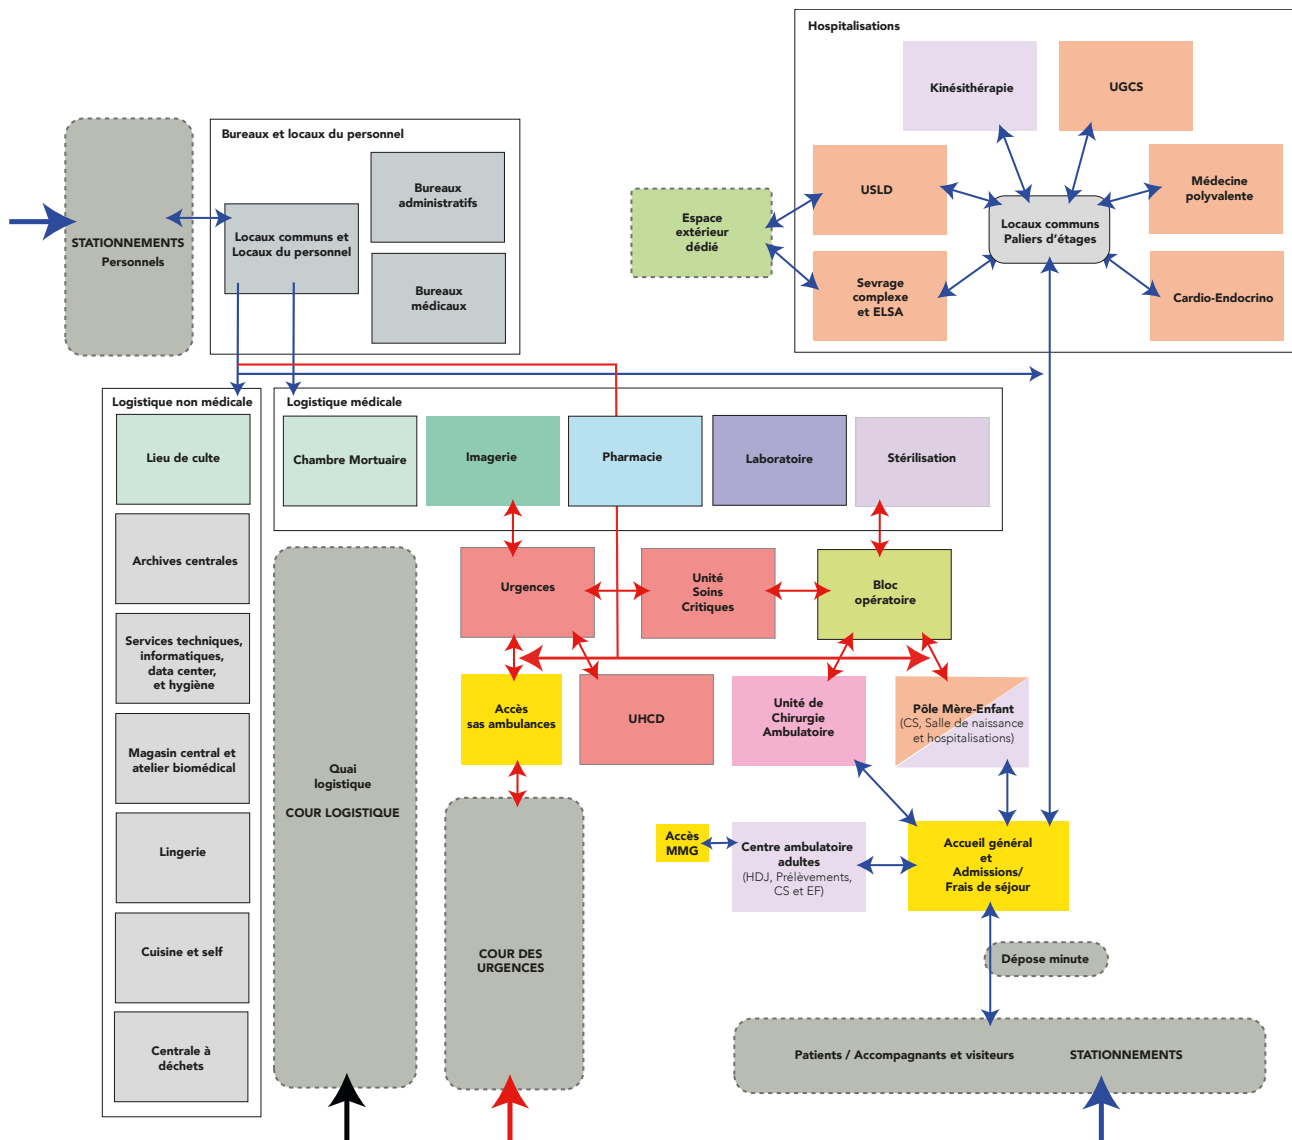 Hospitalisations
Kinésithérapie
UGCS
Bureaux et locaux du personnel
Bureaux
administratifs
USLD
Médecine
polyvalente
Espace
extérieur
dédié
Locaux communs
Paliers d'étages
STATIONNEMENTS
Personnels
Locaux communs et
Locaux du personnel
Bureaux
médicaux
Sevrage
complexe
et ELSA
Cardio-Endocrino
Logistique non médicale
Logistique médicale
Lieu de culte
Chambre Mortuaire
Imagerie
Pharmacie
Laboratoire
Stérilisation
Archives centrales
Urgences
Unité
Soins
Critiques
Bloc
opératoire
Services techniques,
informatiques,
data center,
et hygiène
Accès
sas ambulances
UHCD
Unité de
Chirurgie
Ambulatoire
Pôle Mère-Enfant
(CS, Salle de naissance
et hospitalisations)
Magasin central et
atelier biomédical
Quai
logistique
COUR LOGISTIQUE
Lingerie
Accès
MMG
Centre ambulatoire
adultes
(HDJ, Prélèvements,
CS et EF)
Accueil général
et
Admissions/
Frais de séjour
Cuisine et self
COUR DES
URGENCES
Dépose minute
Centrale à
déchets
Patients / Accompagnants et visiteurs
STATIONNEMENTS